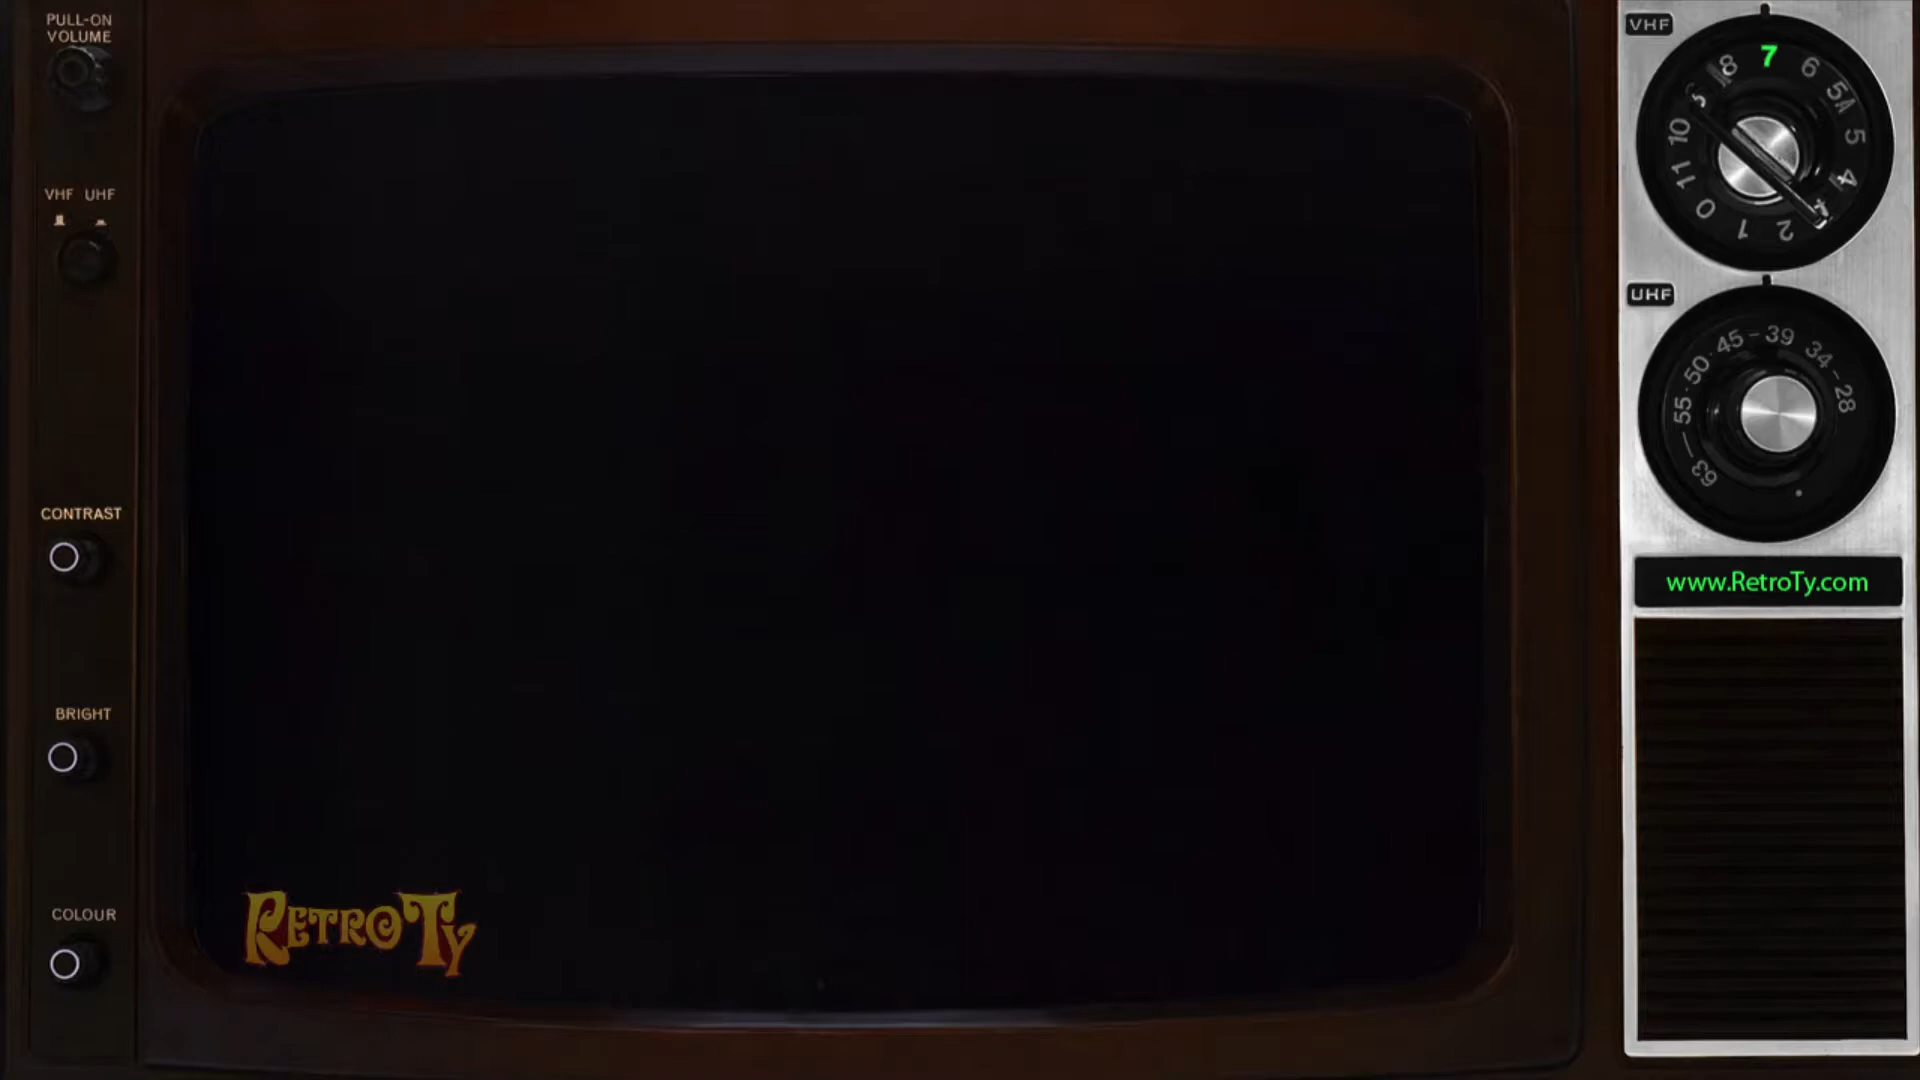 PULL-ON
VOLUME
VHF UHF
CONTRAST
BRIGHT
COLOUR
RETROTY
VHF
7
6
5A
5
4
2
1
0
11
10
8
UHF
63
55
50
45
39
34
28
www.RetroTy.com